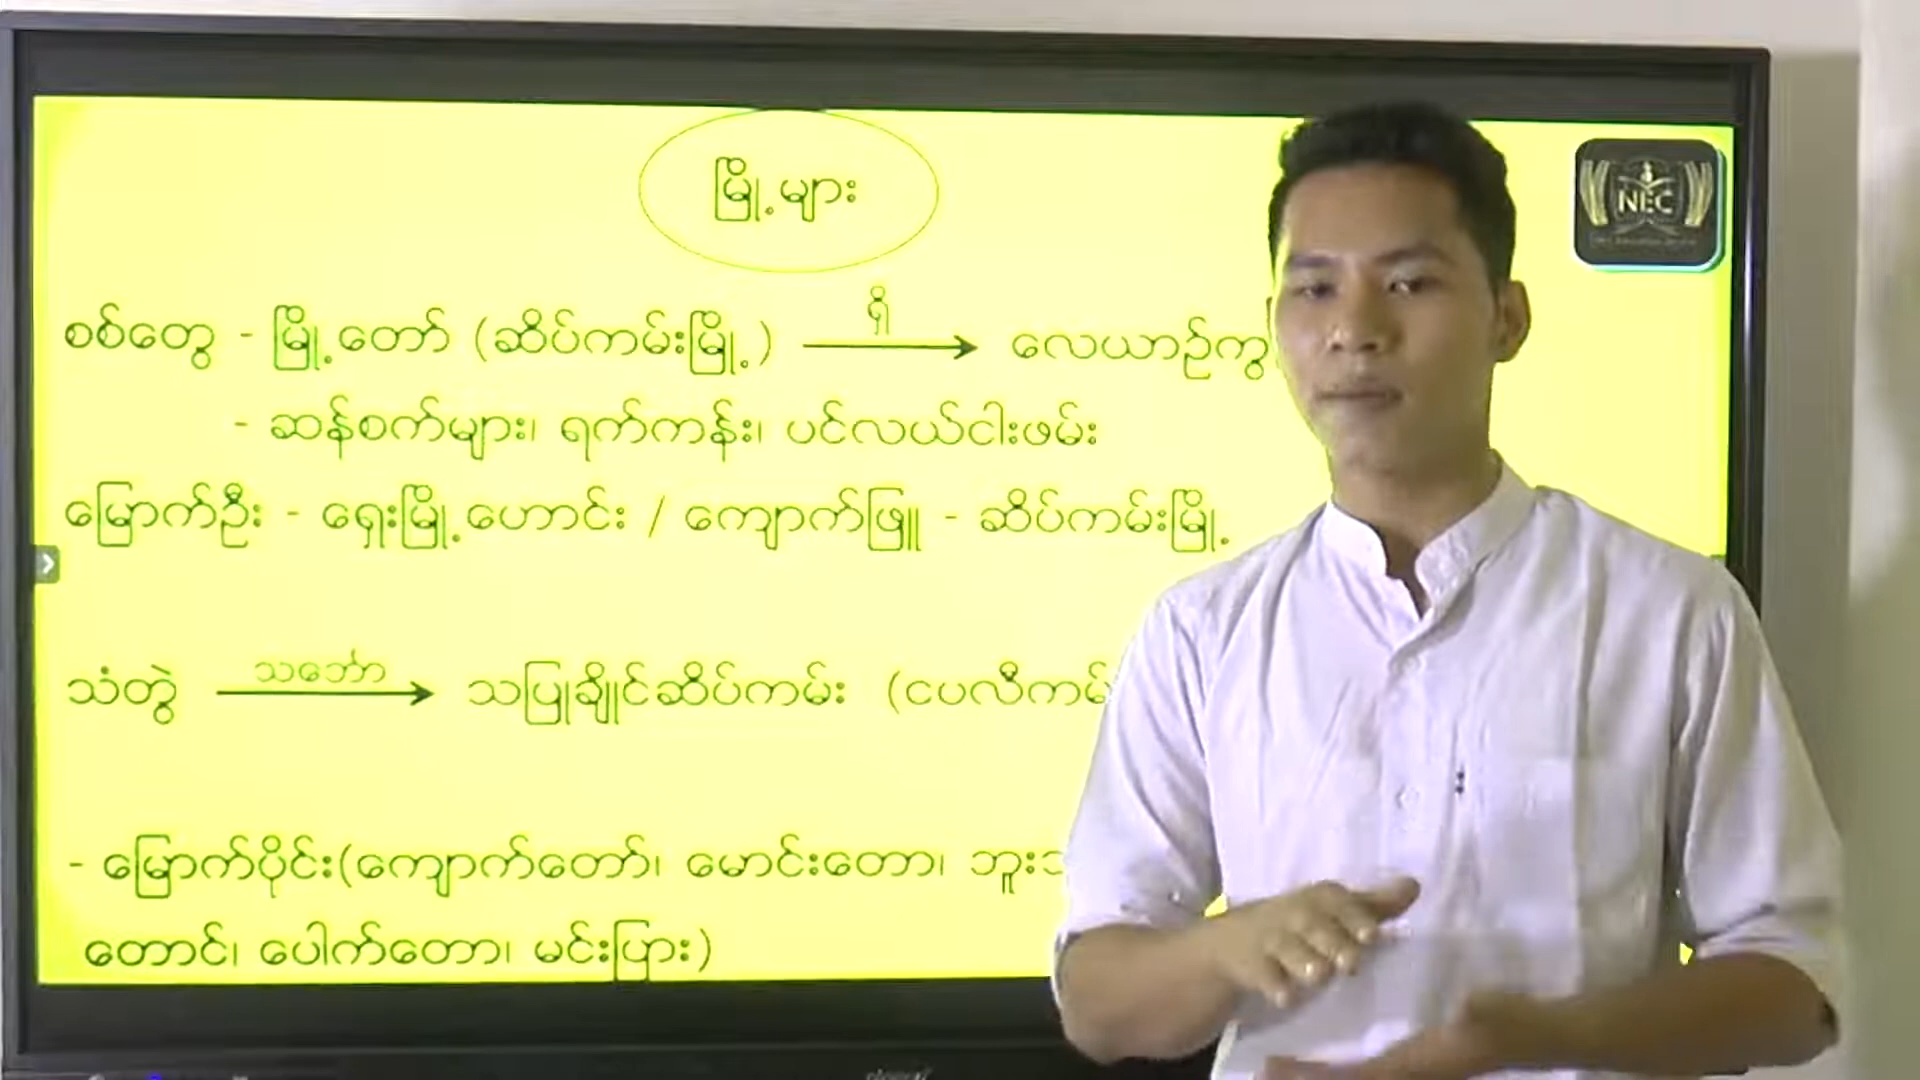 မြို့များ
NEC
ရှိ
စစ်တွေ - မြို့တော် (ဆိပ်ကမ်းမြို့) လေယာဉ်ကွ
- ဆန်စက်များ၊ ရက်ကန်း၊ ပင်လယ်ငါးဖမ်း
မြောက်ဦး - ရှေးမြို့ဟောင်း / ကျောက်ဖြူ - ဆိပ်ကမ်းမြို့
သင်္ဘော
သံတွဲ သပြုချိုင်ဆိပ်ကမ်း (ငပလီကမ်
- မြောက်ပိုင်း(ကျောက်တော်၊ မောင်းတော၊ ဘူးသ
တောင်၊ ပေါက်တော၊ မင်းပြား)